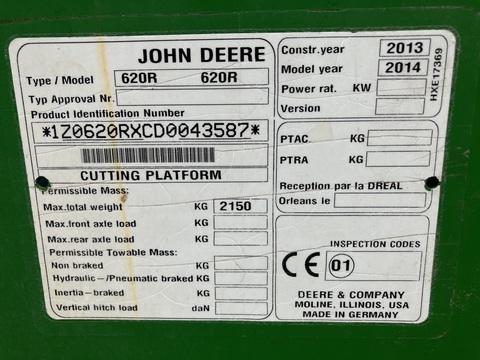 JOHN DEERE
Type / Model 620R 620R
Typ Approval Nr.
Product Identification Number
*1Z0620RXCD0043587*
CUTTING PLATFORM
Permissible Mass:
Max.total weight KG 2150
Max.front axle load KG
Max.rear axle load KG
Permissible Towable Mass:
Non braked KG
Hydraulic-/Pneumatic braked KG
Inertia-braked KG
Vertical hitch load daN
Constr.year 2013
Model year 2014
Power rat. KW
Version
HXE17369
PTAC KG
PTRA KG
Reception par la DREAL
Orleans le
INSPECTION CODES
CE 01
DEERE & COMPANY
MOLINE, ILLINOIS, USA
MADE IN GERMANY